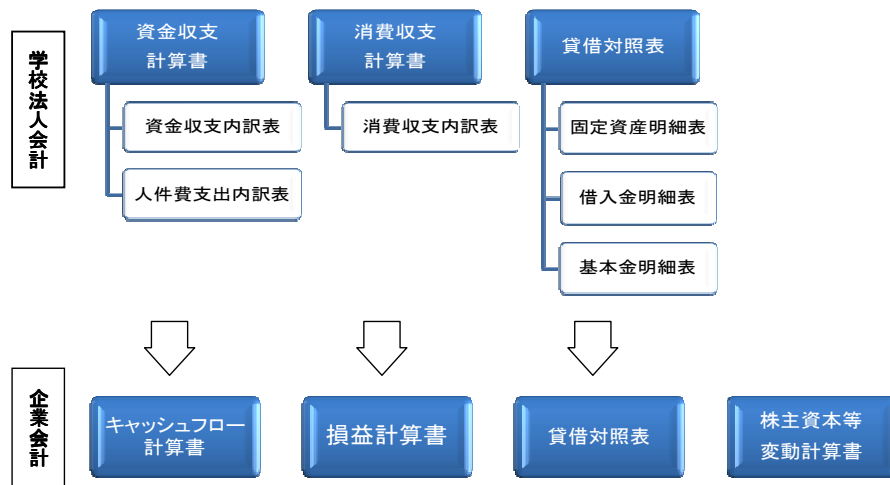 学校法人会計
資金収支
計算書
消費収支
計算書
貸借対照表
資金収支内訳表
消費収支内訳表
固定資産明細表
人件費支出内訳表
借入金明細表
基本金明細表
企業会計
キャッシュフロー
計算書
損益計算書
貸借対照表
株主資本等
変動計算書